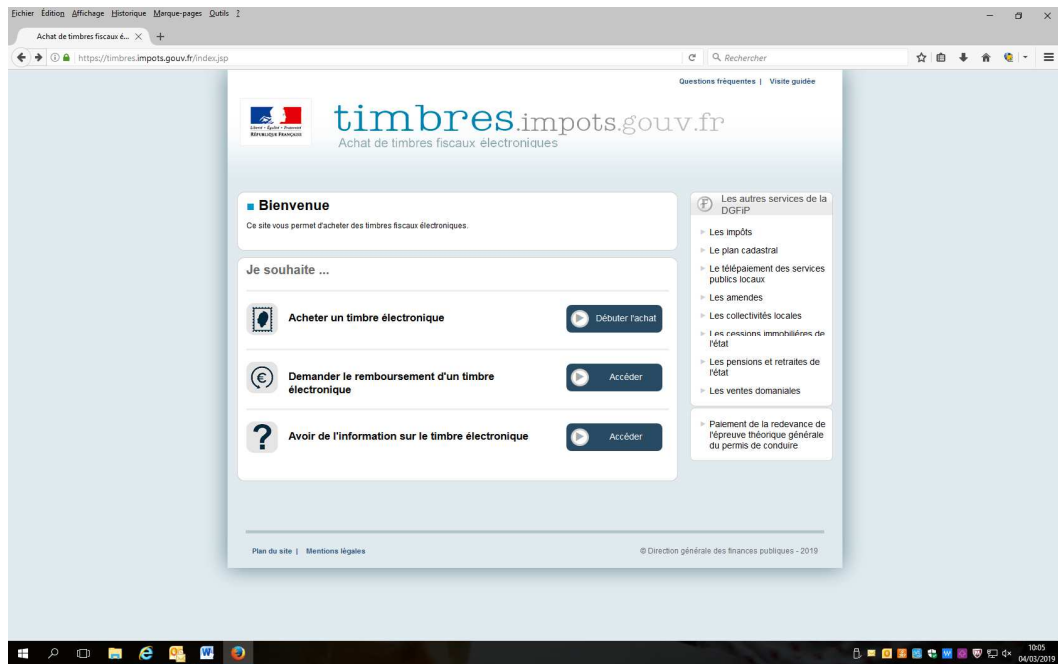 Fichier Édition Affichage Historique Marque-pages Outils ?
Achat de timbres fiscaux é...
https://timbres.impots.gouv.fr/index.jsp
Rechercher
Questions fréquentes | Visite guidée
Liberté • Égalité • Fraternité
RÉPUBLIQUE FRANÇAISE
timbres.impots.gouv.fr
Achat de timbres fiscaux électroniques
Bienvenue
Ce site vous permet d'acheter des timbres fiscaux électroniques.
Je souhaite ...
Acheter un timbre électronique
Débuter l'achat
Demander le remboursement d'un timbre
électronique
Accéder
Avoir de l'information sur le timbre électronique
Accéder
Les autres services de la
DGFiP
Les impôts
Le plan cadastral
Le télépaiement des services
publics locaux
Les amendes
Les collectivités locales
Les cessions immobilières de
l'état
Les pensions et retraites de
l'état
Les ventes domaniales
Paiement de la redevance de
l'épreuve théorique générale
du permis de conduire
Plan du site | Mentions légales
© Direction générale des finances publiques - 2019
10:05
04/03/2019